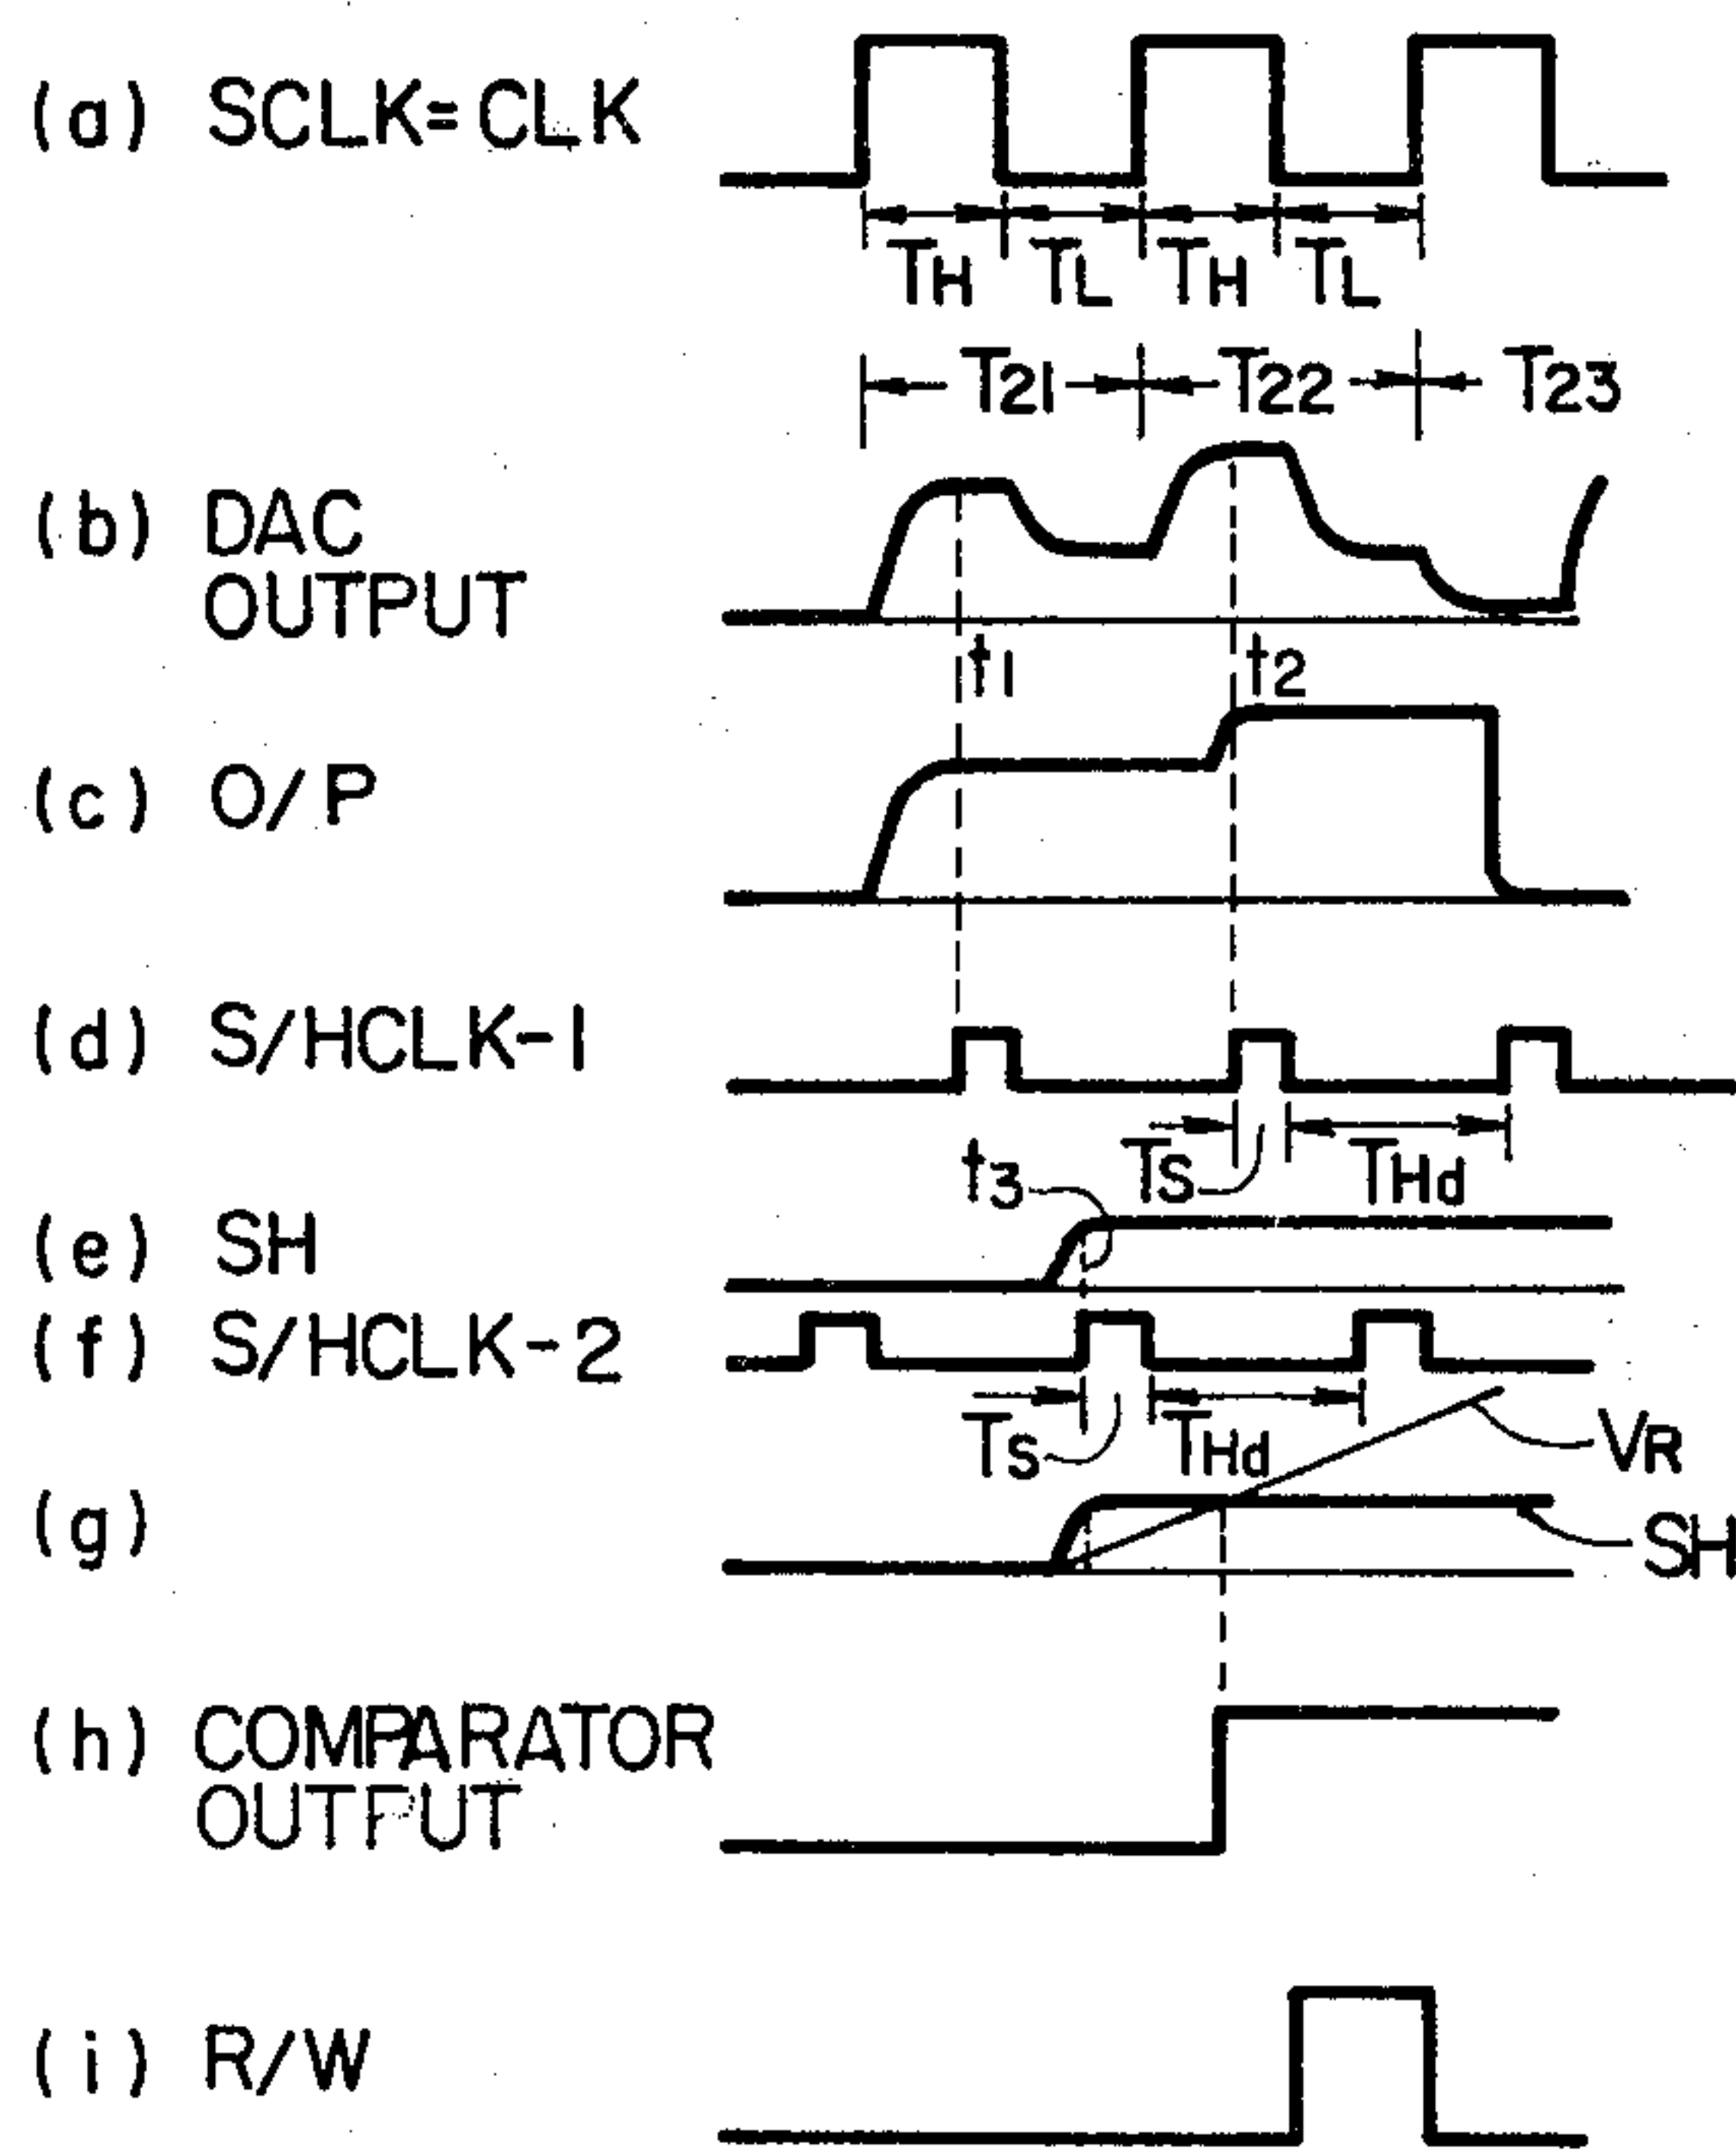 (a) SCLK=CLK
TH TL TH TL
T21 T22 T23
(b) DAC
OUTPUT
t1 t2
(c) O/P
(d) S/HCLK-1
t3 TS THd
(e) SH
(f) S/HCLK-2
TS THd VR
(g)
SH
(h) COMPARATOR
OUTPUT
(i) R/W